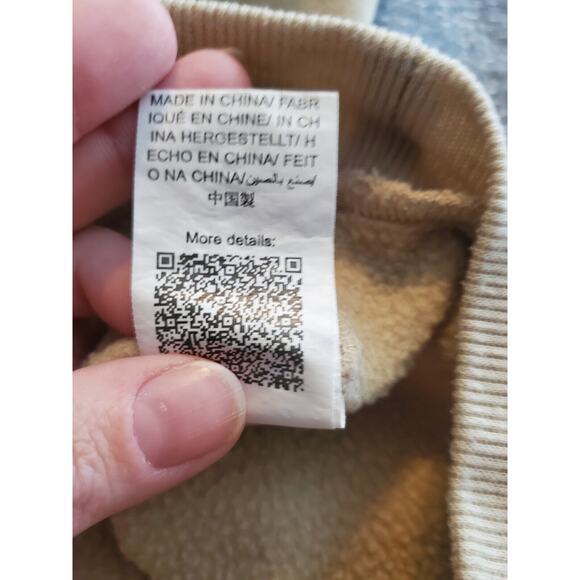 MADE IN CHINA/ FABR
IQUÉ EN CHINE/ IN CH
INA HERGESTELLT/ H
ECHO EN CHINA/ FEIT
O NA CHINA/يصنع بالصين/
中国製
More details: